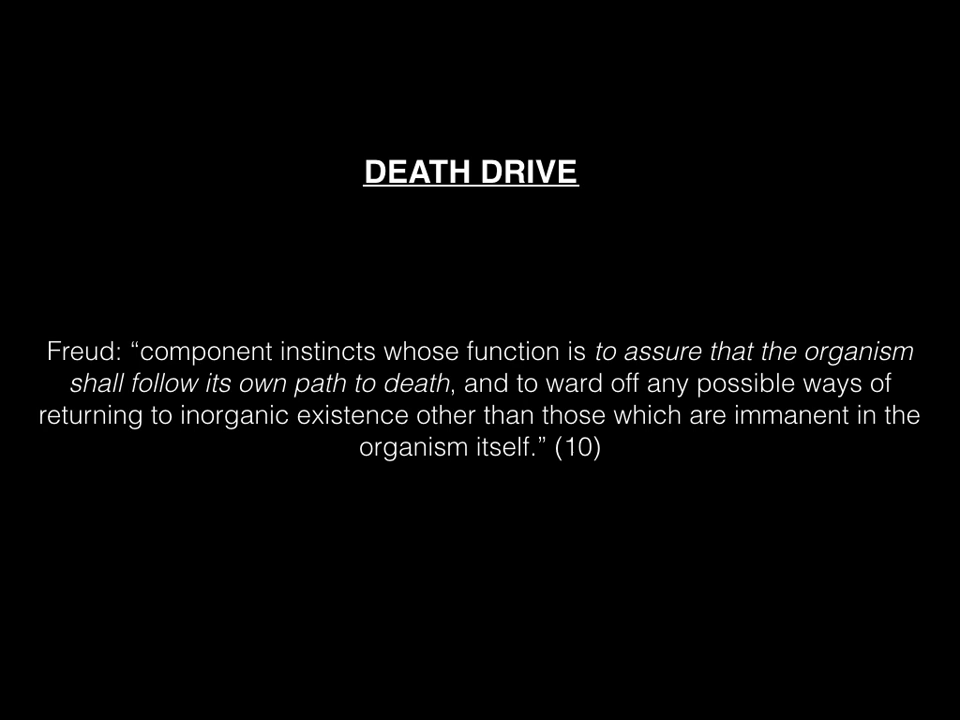 DEATH DRIVE
Freud: “component instincts whose function is to assure that the organism
shall follow its own path to death, and to ward off any possible ways of
returning to inorganic existence other than those which are immanent in the
organism itself.” (10)